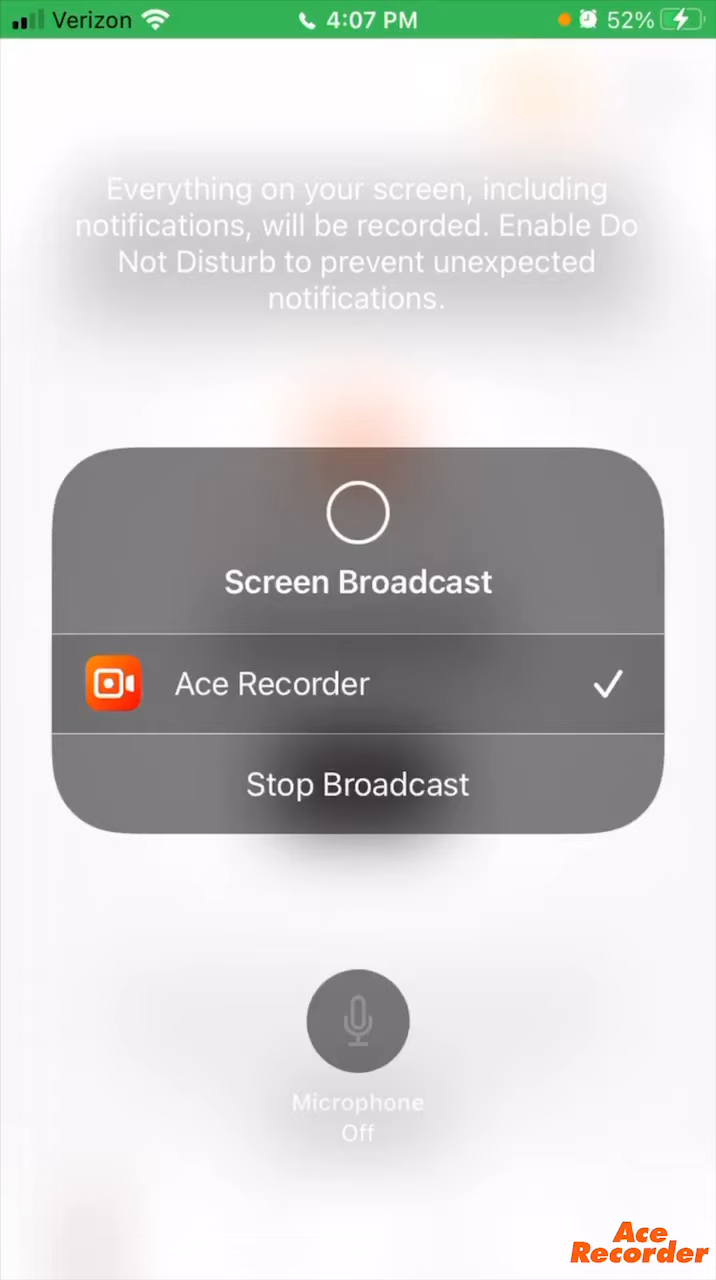 Verizon 4:07 PM 52%
Everything on your screen, including
notifications, will be recorded. Enable Do
Not Disturb to prevent unexpected
notifications.
Screen Broadcast
Ace Recorder
Stop Broadcast
Microphone
Off
Ace
Recorder